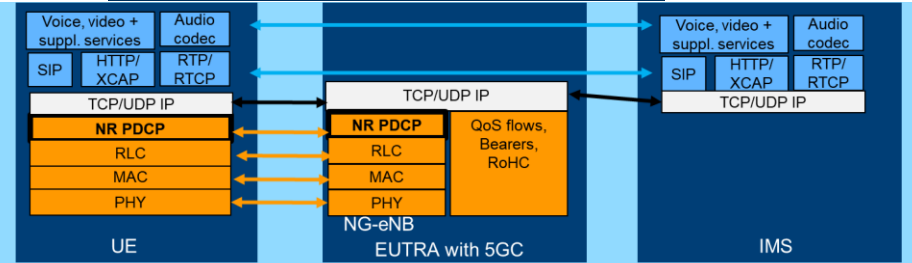 Voice, video +
suppl. services
Audio
codec
SIP
HTTP/
XCAP
RTP/
RTCP
TCP/UDP IP
NR PDCP
RLC
MAC
PHY
UE
TCP/UDP IP
NR PDCP
RLC
MAC
PHY
QoS flows,
Bearers,
RoHC
NG-eNB
EUTRA with 5GC
Voice, video +
suppl. services
Audio
codec
SIP
HTTP/
XCAP
RTP/
RTCP
TCP/UDP IP
IMS